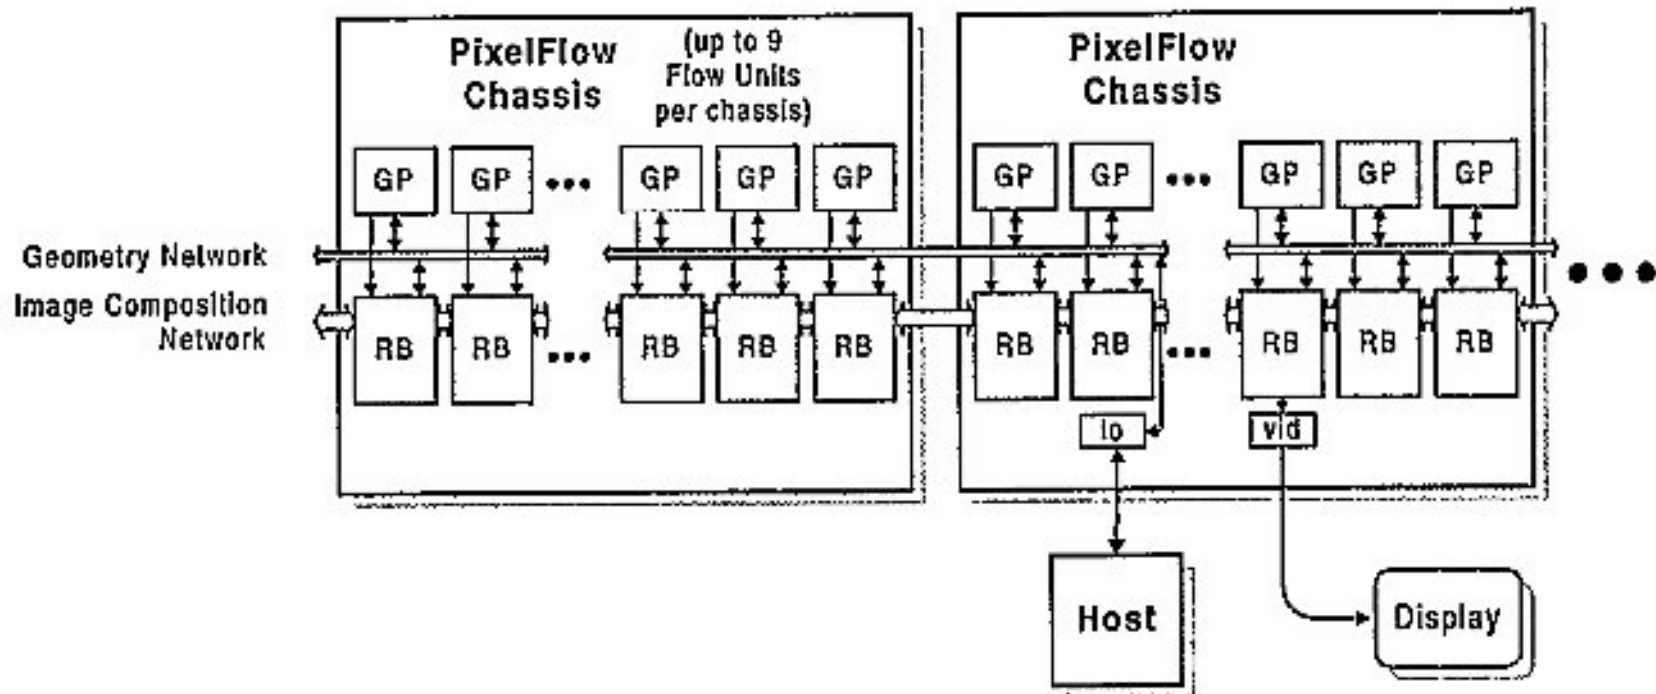 PixelFlow
Chassis
(up to 9
Flow Units
per chassis)
PixelFlow
Chassis
GP GP ••• GP GP GP
GP GP ••• GP GP GP
Geometry Network
•••
Image Composition
Network
RB RB ••• RB RB RB
RB RB ••• RB RB RB
Io
vid
Host
Display